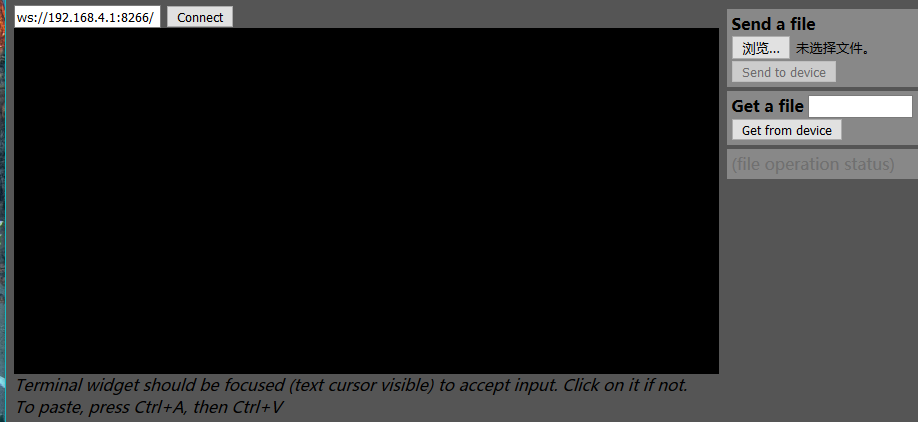 ws://192.168.4.1:8266/ Connect
Send a file
浏览... 未选择文件。
Send to device
Get a file
Get from device
(file operation status)
Terminal widget should be focused (text cursor visible) to accept input. Click on it if not.
To paste, press Ctrl+A, then Ctrl+V